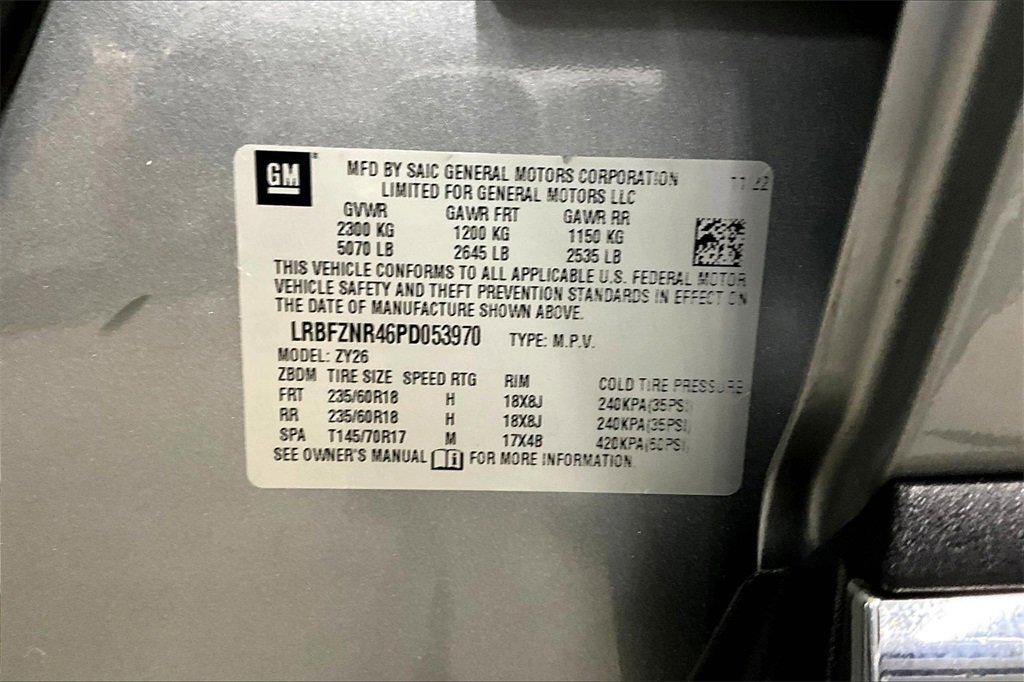 GM
MFD BY SAIC GENERAL MOTORS CORPORATION
LIMITED FOR GENERAL MOTORS LLC
11/22
GVWR GAWR FRT GAWR RR
2300 KG 1200 KG 1150 KG
5070 LB 2645 LB 2535 LB
THIS VEHICLE CONFORMS TO ALL APPLICABLE U.S. FEDERAL MOTOR
VEHICLE SAFETY AND THEFT PREVENTION STANDARDS IN EFFECT ON
THE DATE OF MANUFACTURE SHOWN ABOVE.
LRBFZNR46PD053970 TYPE: M.P.V.
MODEL: ZY26
ZBDM TIRE SIZE SPEED RTG RIM COLD TIRE PRESSURE
FRT 235/60R18 H 18X8J 240KPA(35PSI)
RR 235/60R18 H 18X8J 240KPA(35PSI)
SPA T145/70R17 M 17X4B 420KPA(60PSI)
SEE OWNER'S MANUAL i FOR MORE INFORMATION